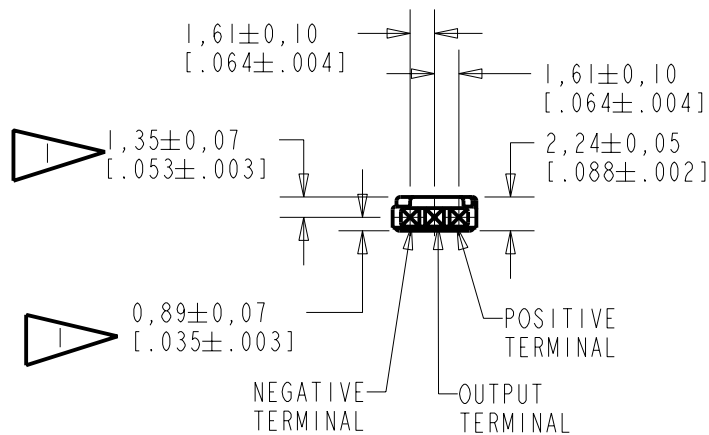 1,61±0,10
[.064±.004]
1,61±0,10
[.064±.004]
1
1,35±0,07
[.053±.003]
2,24±0,05
[.088±.002]
1
0,89±0,07
[.035±.003]
POSITIVE
TERMINAL
NEGATIVE
TERMINAL
OUTPUT
TERMINAL